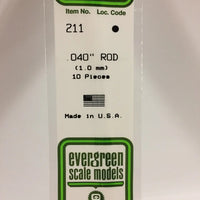 Item No. Loc. Code
211
.040" ROD
(1.0 mm)
10 Pieces
Made in U.S.A.
evergreen
scale models